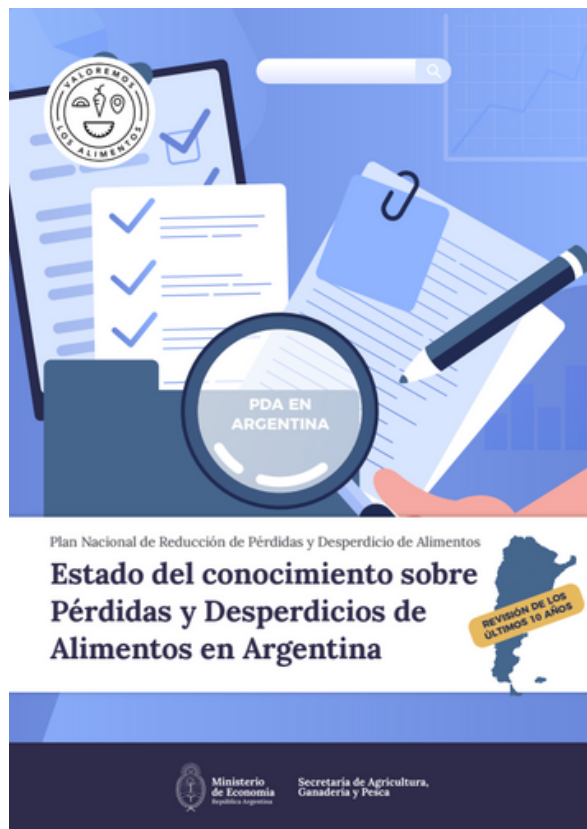 VALOREMOS
LOS ALIMENTOS
PDA EN
ARGENTINA
Plan Nacional de Reducción de Pérdidas y Desperdicio de Alimentos
Estado del conocimiento sobre
Pérdidas y Desperdicios de
Alimentos en Argentina
REVISIÓN DE LOS
ÚLTIMOS 10 AÑOS
Ministerio
de Economía
República Argentina
Secretaría de Agricultura,
Ganadería y Pesca